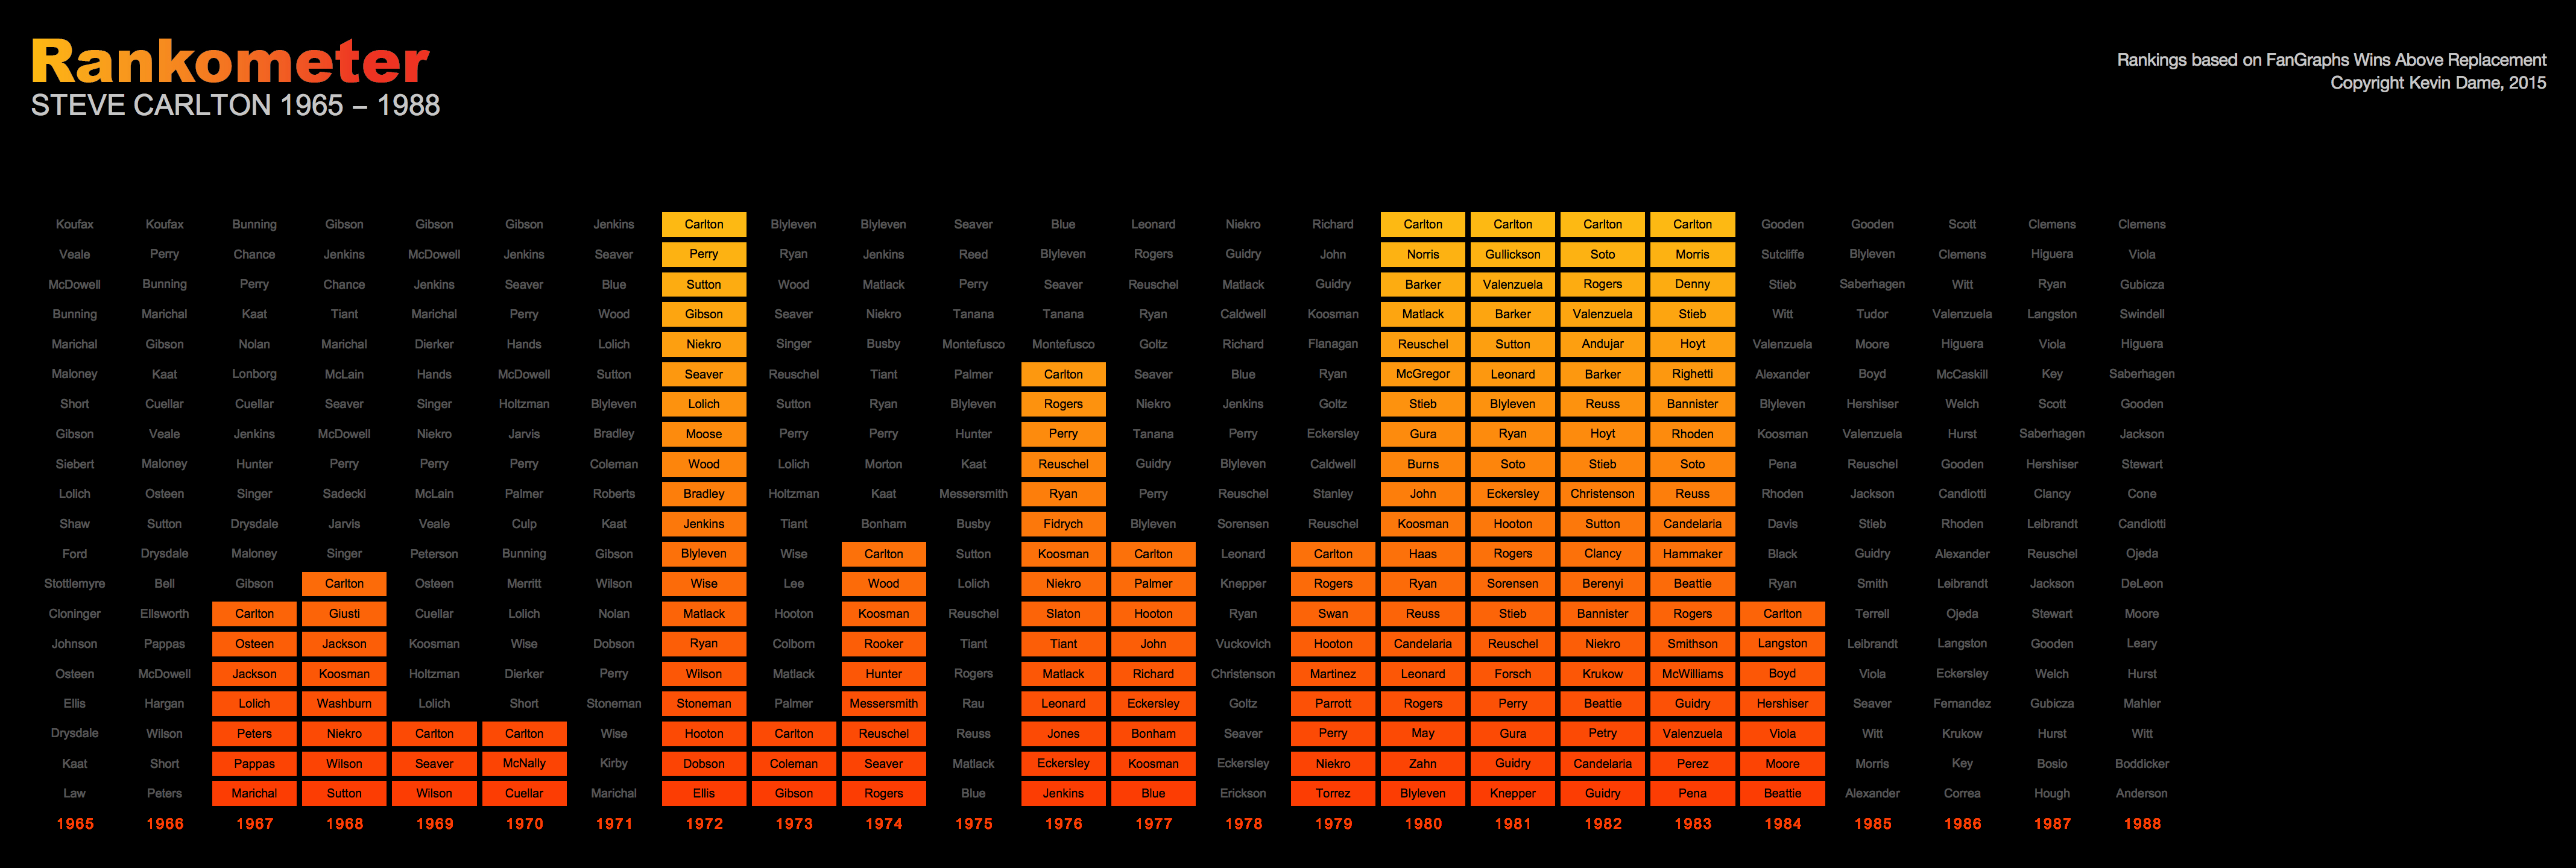 Rankometer
STEVE CARLTON 1965 – 1988
Rankings based on FanGraphs Wins Above Replacement
Copyright Kevin Dame, 2015
Koufax Koufax Bunning Gibson Gibson Gibson Jenkins Carlton Blyleven Blyleven Seaver Blue Leonard Niekro Richard Carlton Carlton Carlton Carlton Gooden Gooden Scott Clemens Clemens
Veale Perry Chance Jenkins McDowell Jenkins Seaver Perry Ryan Jenkins Reed Blyleven Rogers Guidry John Norris Gullickson Soto Morris Sutcliffe Blyleven Clemens Higuera Viola
McDowell Bunning Perry Chance Jenkins Seaver Blue Sutton Wood Matlack Perry Seaver Reuschel Matlack Guidry Barker Valenzuela Rogers Denny Stieb Saberhagen Witt Ryan Gubicza
Bunning Marichal Kaat Tiant Marichal Perry Wood Gibson Seaver Niekro Tanana Tanana Ryan Caldwell Koosman Matlack Barker Valenzuela Stieb Witt Tudor Valenzuela Langston Swindell
Marichal Gibson Nolan Marichal Dierker Hands Lolich Niekro Singer Busby Montefusco Montefusco Goltz Richard Flanagan Reuschel Sutton Andujar Hoyt Valenzuela Moore Higuera Viola Higuera
Maloney Kaat Lonborg McLain Hands McDowell Sutton Seaver Reuschel Tiant Palmer Carlton Seaver Blue Ryan McGregor Leonard Barker Righetti Alexander Boyd McCaskill Key Saberhagen
Short Cuellar Cuellar Seaver Singer Holtzman Blyleven Lolich Sutton Ryan Blyleven Rogers Niekro Jenkins Goltz Stieb Blyleven Reuss Bannister Blyleven Hershiser Welch Scott Gooden
Gibson Veale Jenkins McDowell Niekro Jarvis Bradley Moose Perry Perry Hunter Perry Tanana Perry Eckersley Gura Ryan Hoyt Rhoden Koosman Valenzuela Hurst Saberhagen Jackson
Siebert Maloney Hunter Perry Perry Perry Coleman Wood Lolich Morton Kaat Reuschel Guidry Blyleven Caldwell Burns Soto Stieb Soto Pena Reuschel Gooden Hershiser Stewart
Lolich Osteen Singer Sadecki McLain Palmer Roberts Bradley Holtzman Kaat Messersmith Ryan Perry Reuschel Stanley John Eckersley Christenson Reuss Rhoden Jackson Candiotti Clancy Cone
Shaw Sutton Drysdale Jarvis Veale Culp Kaat Jenkins Tiant Bonham Busby Fidrych Blyleven Sorensen Reuschel Koosman Hooton Sutton Candelaria Davis Stieb Rhoden Leibrandt Candiotti
Ford Drysdale Maloney Singer Peterson Bunning Gibson Blyleven Wise Carlton Sutton Koosman Carlton Leonard Carlton Haas Rogers Clancy Hammaker Black Guidry Alexander Reuschel Ojeda
Stottlemyre Bell Gibson Carlton Osteen Merritt Wilson Wise Lee Wood Lolich Niekro Palmer Knepper Rogers Ryan Sorensen Berenyi Beattie Ryan Smith Leibrandt Jackson DeLeon
Cloninger Ellsworth Carlton Giusti Cuellar Lolich Nolan Matlack Hooton Koosman Reuschel Slaton Hooton Ryan Swan Reuss Stieb Bannister Rogers Carlton Terrell Ojeda Stewart Moore
Johnson Pappas Osteen Jackson Koosman Wise Dobson Ryan Colborn Rooker Tiant Tiant John Vuckovich Hooton Candelaria Reuschel Niekro Smithson Langston Leibrandt Langston Gooden Leary
Osteen McDowell Jackson Koosman Holtzman Dierker Perry Wilson Matlack Hunter Rogers Matlack Richard Christenson Martinez Leonard Forsch Krukow McWilliams Boyd Viola Eckersley Welch Hurst
Ellis Hargan Lolich Washburn Lolich Short Stoneman Stoneman Palmer Messersmith Rau Leonard Eckersley Goltz Parrott Rogers Perry Beattie Guidry Hershiser Seaver Fernandez Gubicza Mahler
Drysdale Wilson Peters Niekro Carlton Carlton Wise Hooton Carlton Reuschel Reuss Jones Bonham Seaver Perry May Gura Petry Valenzuela Viola Witt Krukow Hurst Witt
Kaat Short Pappas Wilson Seaver McNally Kirby Dobson Coleman Seaver Matlack Eckersley Koosman Eckersley Niekro Zahn Guidry Candelaria Perez Moore Morris Key Bosio Boddicker
Law Peters Marichal Sutton Wilson Cuellar Marichal Ellis Gibson Rogers Blue Jenkins Blue Erickson Torrez Blyleven Knepper Guidry Pena Beattie Alexander Correa Hough Anderson
1965 1966 1967 1968 1969 1970 1971 1972 1973 1974 1975 1976 1977 1978 1979 1980 1981 1982 1983 1984 1985 1986 1987 1988